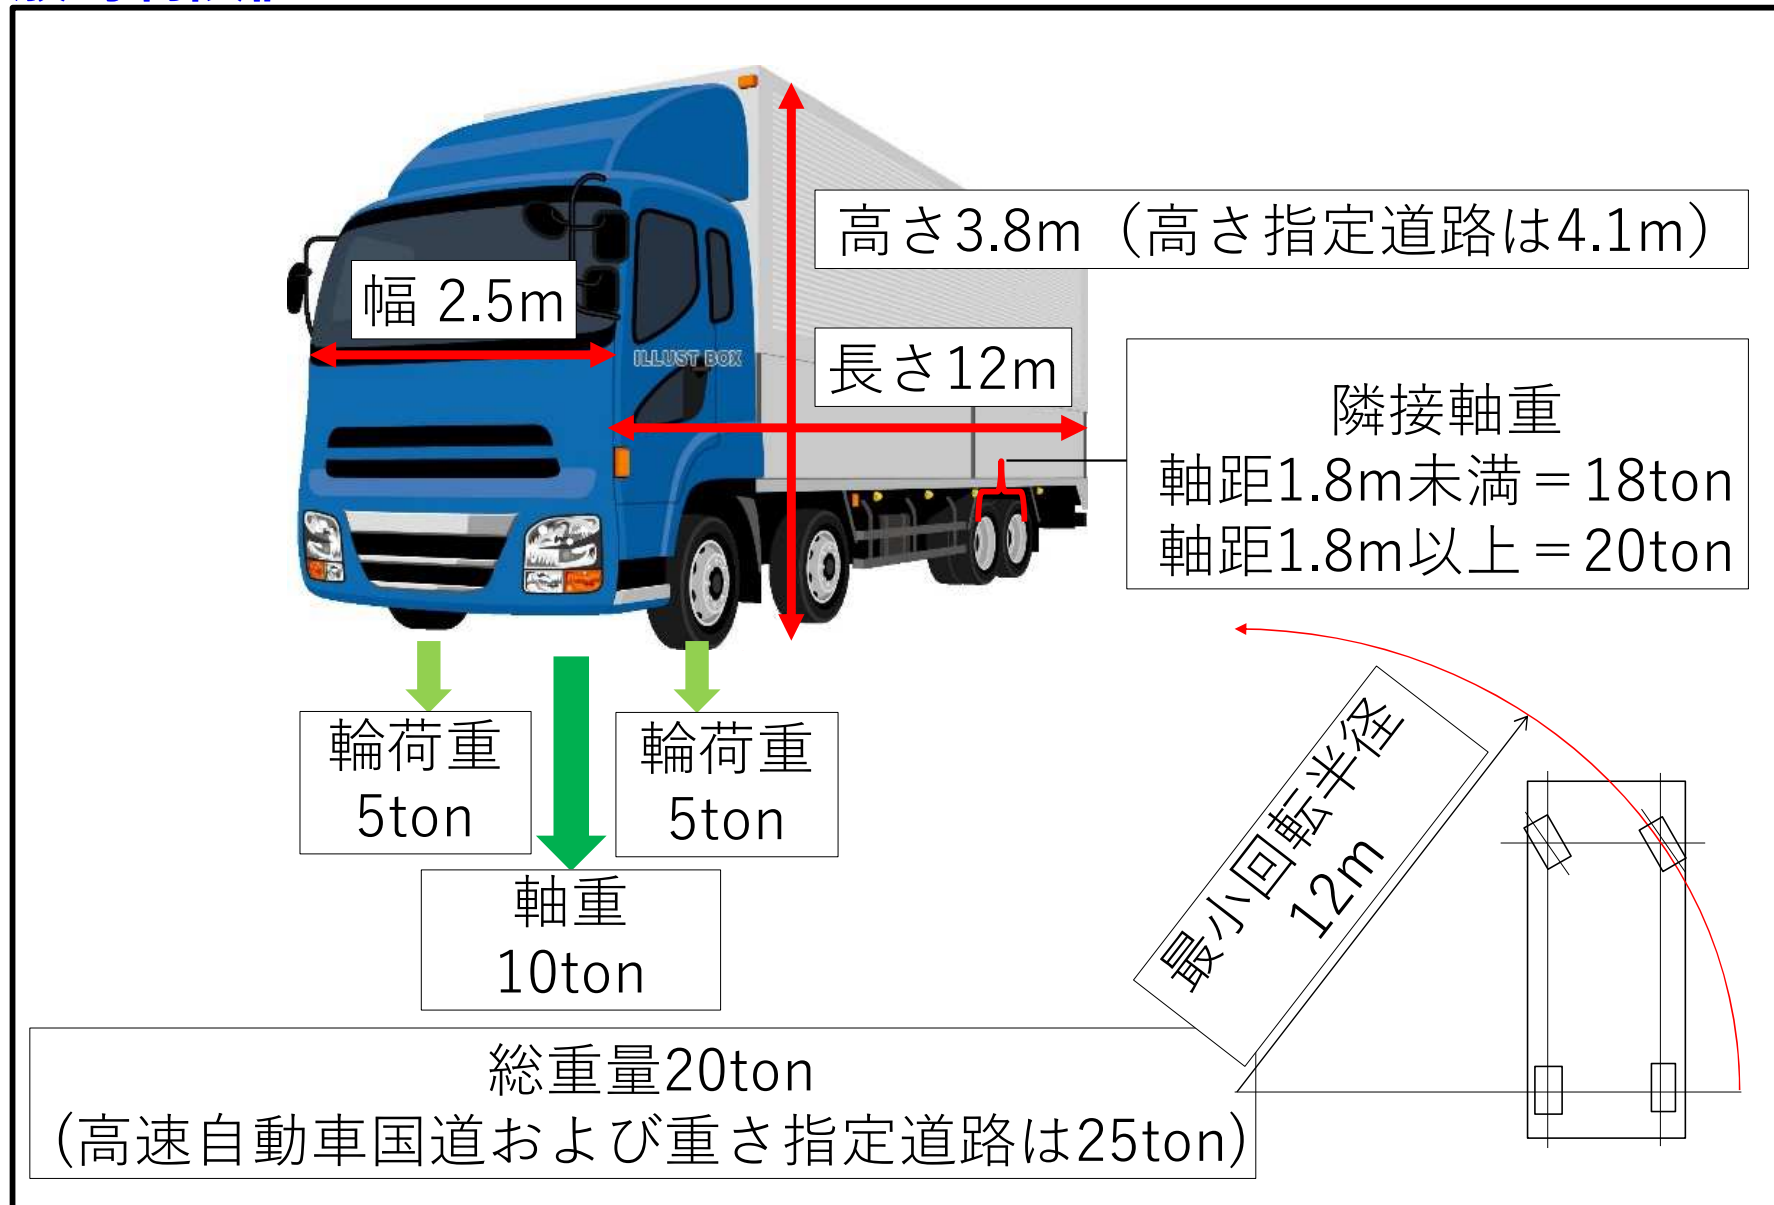 高さ3.8m（高さ指定道路は4.1m）
幅 2.5m
ILLUST BOX
長さ12m
隣接軸重
軸距1.8m未満＝18ton
軸距1.8m以上＝20ton
輪荷重
5ton
輪荷重
5ton
軸重
10ton
最小回転半径
12m
総重量20ton
(高速自動車国道および重さ指定道路は25ton)